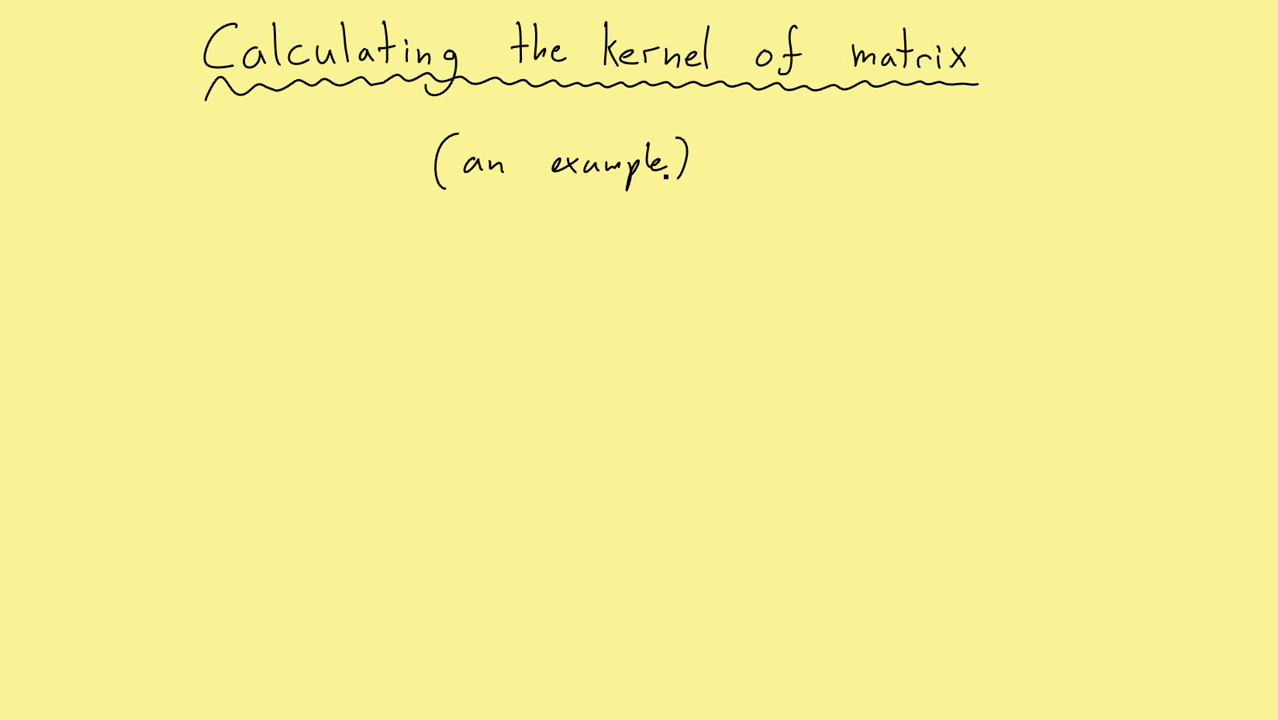 Calculating the kernel of matrix
(an example.)